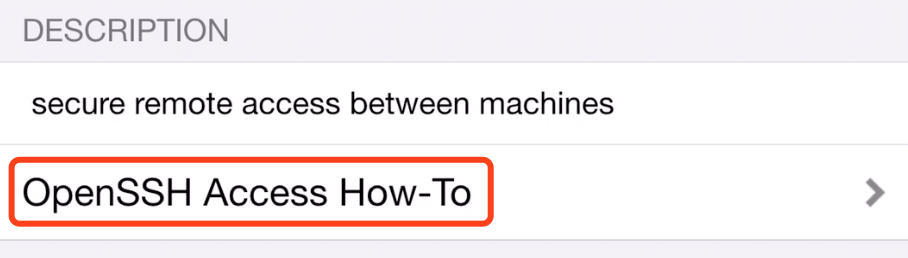 DESCRIPTION
secure remote access between machines
OpenSSH Access How-To